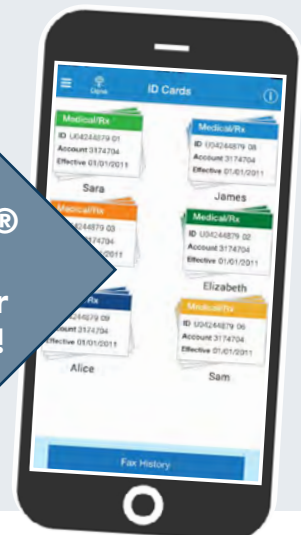 ID Cards
Cigna
Medical/Rx
ID U04244879 01
Account 3174704
Effective 01/01/2011
Sara
Medical/Rx
ID U04244879
Account 3174704
Effective 01/01/2011
James
Medical/Rx
ID U04244879 03
Account 3174704
01/01/2011
Medical/Rx
ID U04244879 02
Account 3174704
Effective 01/01/2011
Elizabeth
Account 3174704
Effective 01/01/2011
Alice
Medical/Rx
ID U04244879 06
Account 3174704
Effective 01/01/2011
Sam
®
r
!
Fax History